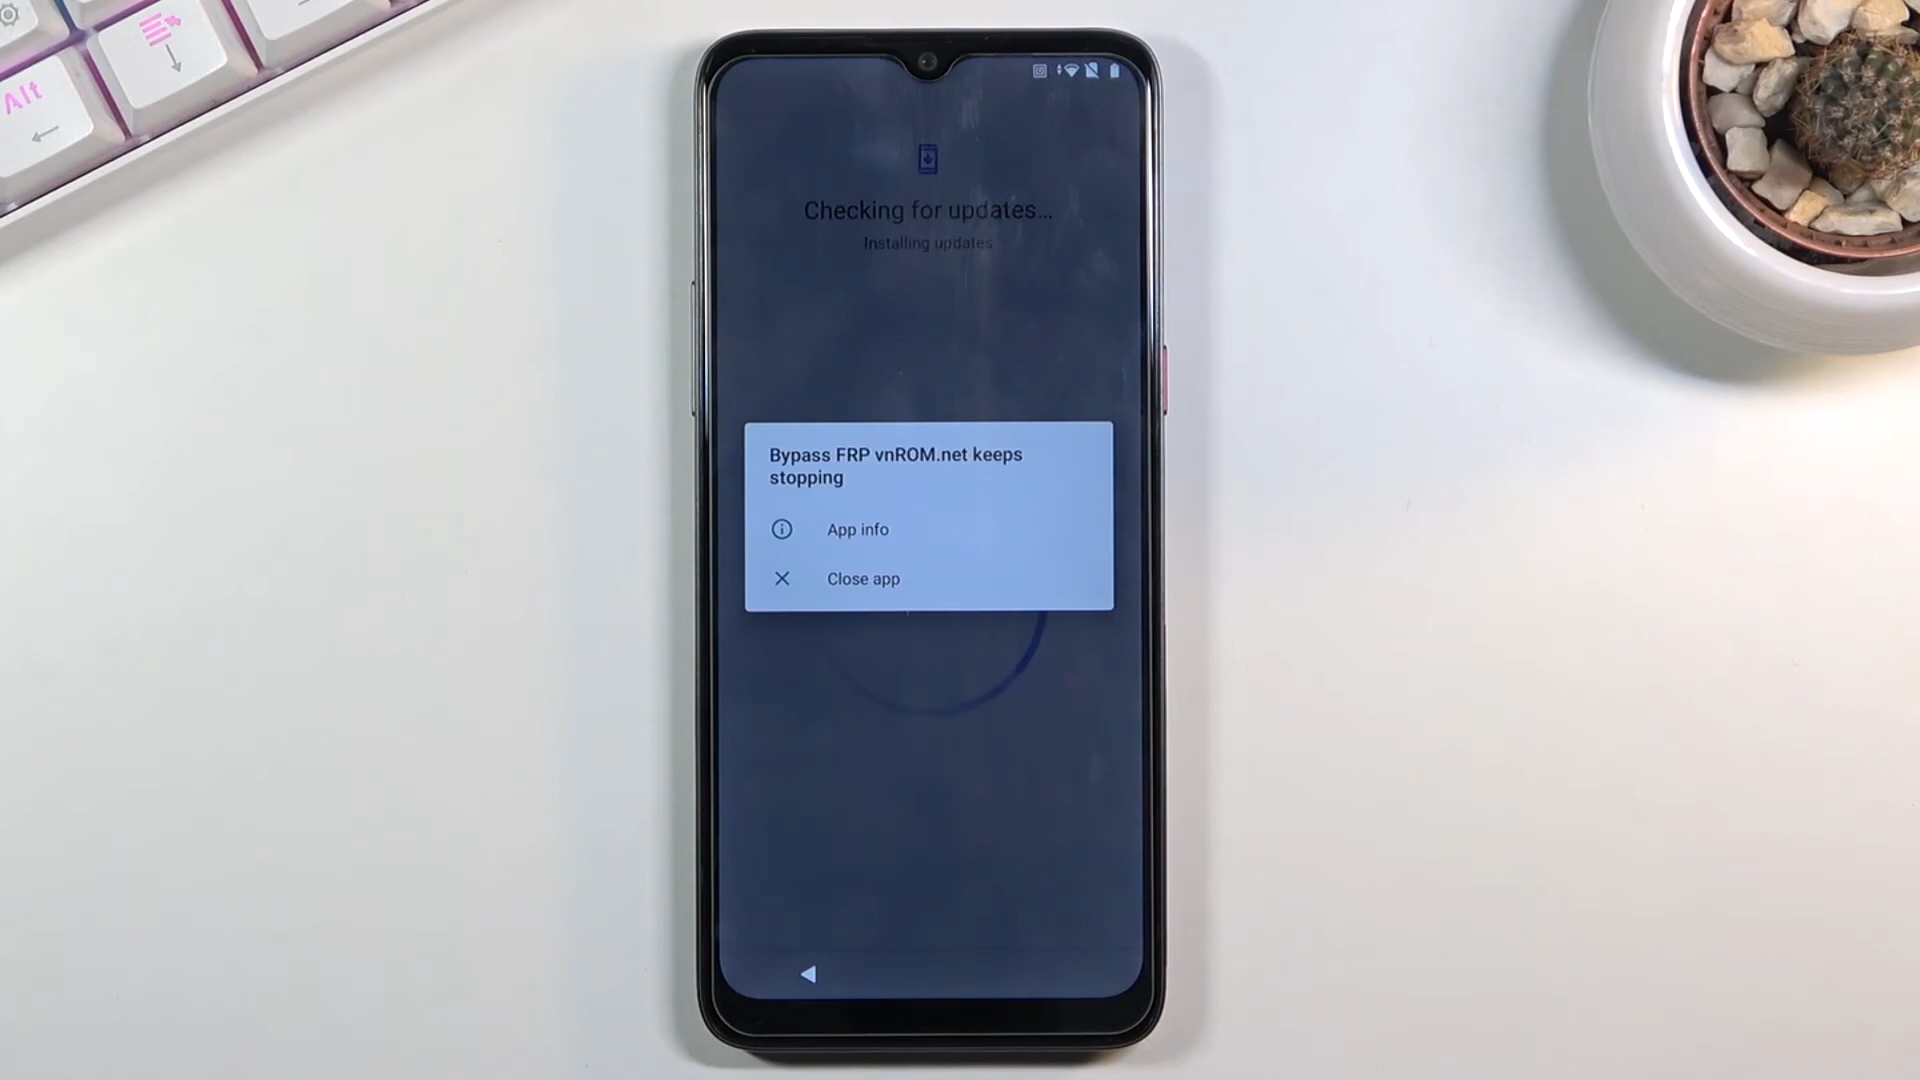 Alt
Checking for updates...
Installing updates
Bypass FRP vnROM.net keeps
stopping
App info
Close app